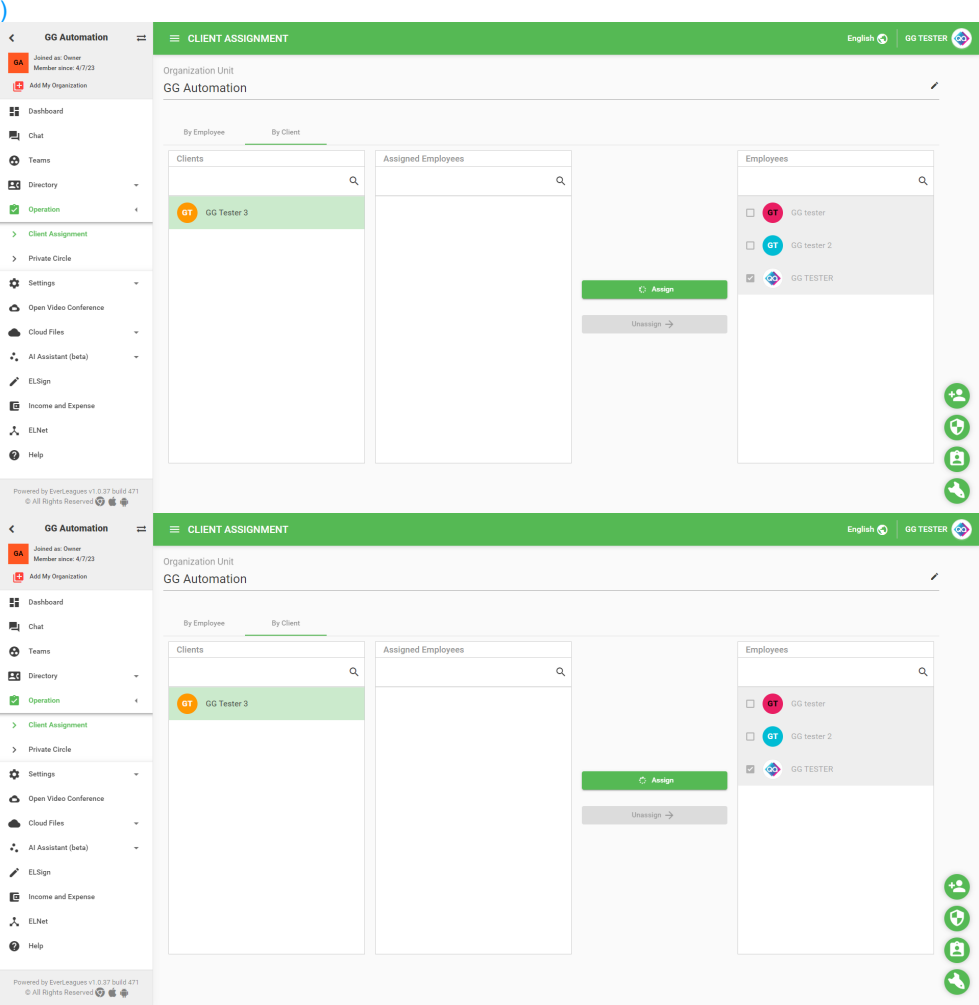 )
GG Automation
CLIENT ASSIGNMENT
English
GG TESTER
GA
Joined as: Owner
Member since: 4/7/23
Add My Organization
Organization Unit
GG Automation
Dashboard
Chat
Teams
Directory
Operation
Client Assignment
Private Circle
Settings
Open Video Conference
Cloud Files
AI Assistant (beta)
ELSign
Income and Expense
ELNet
Help
Powered by EverLeagues v1.0.37 build 471
© All Rights Reserved
By Employee
By Client
Clients
GT GG Tester 3
Assigned Employees
Assign
Unassign
Employees
GT GG tester
GT GG tester 2
GG TESTER
GG Automation
CLIENT ASSIGNMENT
English
GG TESTER
GA
Joined as: Owner
Member since: 4/7/23
Add My Organization
Organization Unit
GG Automation
Dashboard
Chat
Teams
Directory
Operation
Client Assignment
Private Circle
Settings
Open Video Conference
Cloud Files
AI Assistant (beta)
ELSign
Income and Expense
ELNet
Help
Powered by EverLeagues v1.0.37 build 471
© All Rights Reserved
By Employee
By Client
Clients
GT GG Tester 3
Assigned Employees
Assign
Unassign
Employees
GT GG tester
GT GG tester 2
GG TESTER